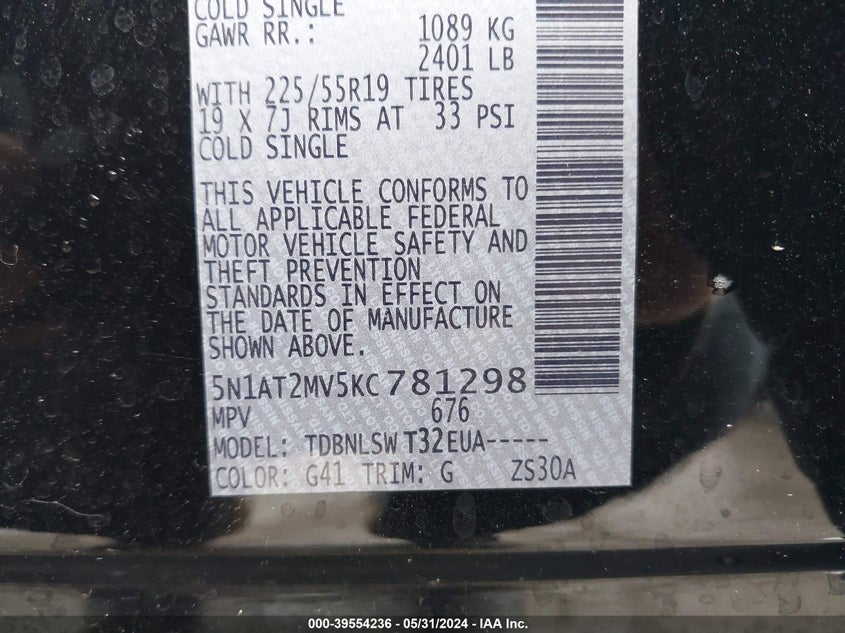 COLD SINGLE
GAWR RR.: 1089 KG
2401 LB
WITH 225/55R19 TIRES
19 X 7J RIMS AT 33 PSI
COLD SINGLE
THIS VEHICLE CONFORMS TO
ALL APPLICABLE FEDERAL
MOTOR VEHICLE SAFETY AND
THEFT PREVENTION
STANDARDS IN EFFECT ON
THE DATE OF MANUFACTURE
SHOWN ABOVE.
5N1AT2MV5KC781298
MPV 676
MODEL: TDBNLSW T32EUA-----
COLOR: G41 TRIM: G ZS30A
000-39554236 - 05/31/2024 - IAA Inc.